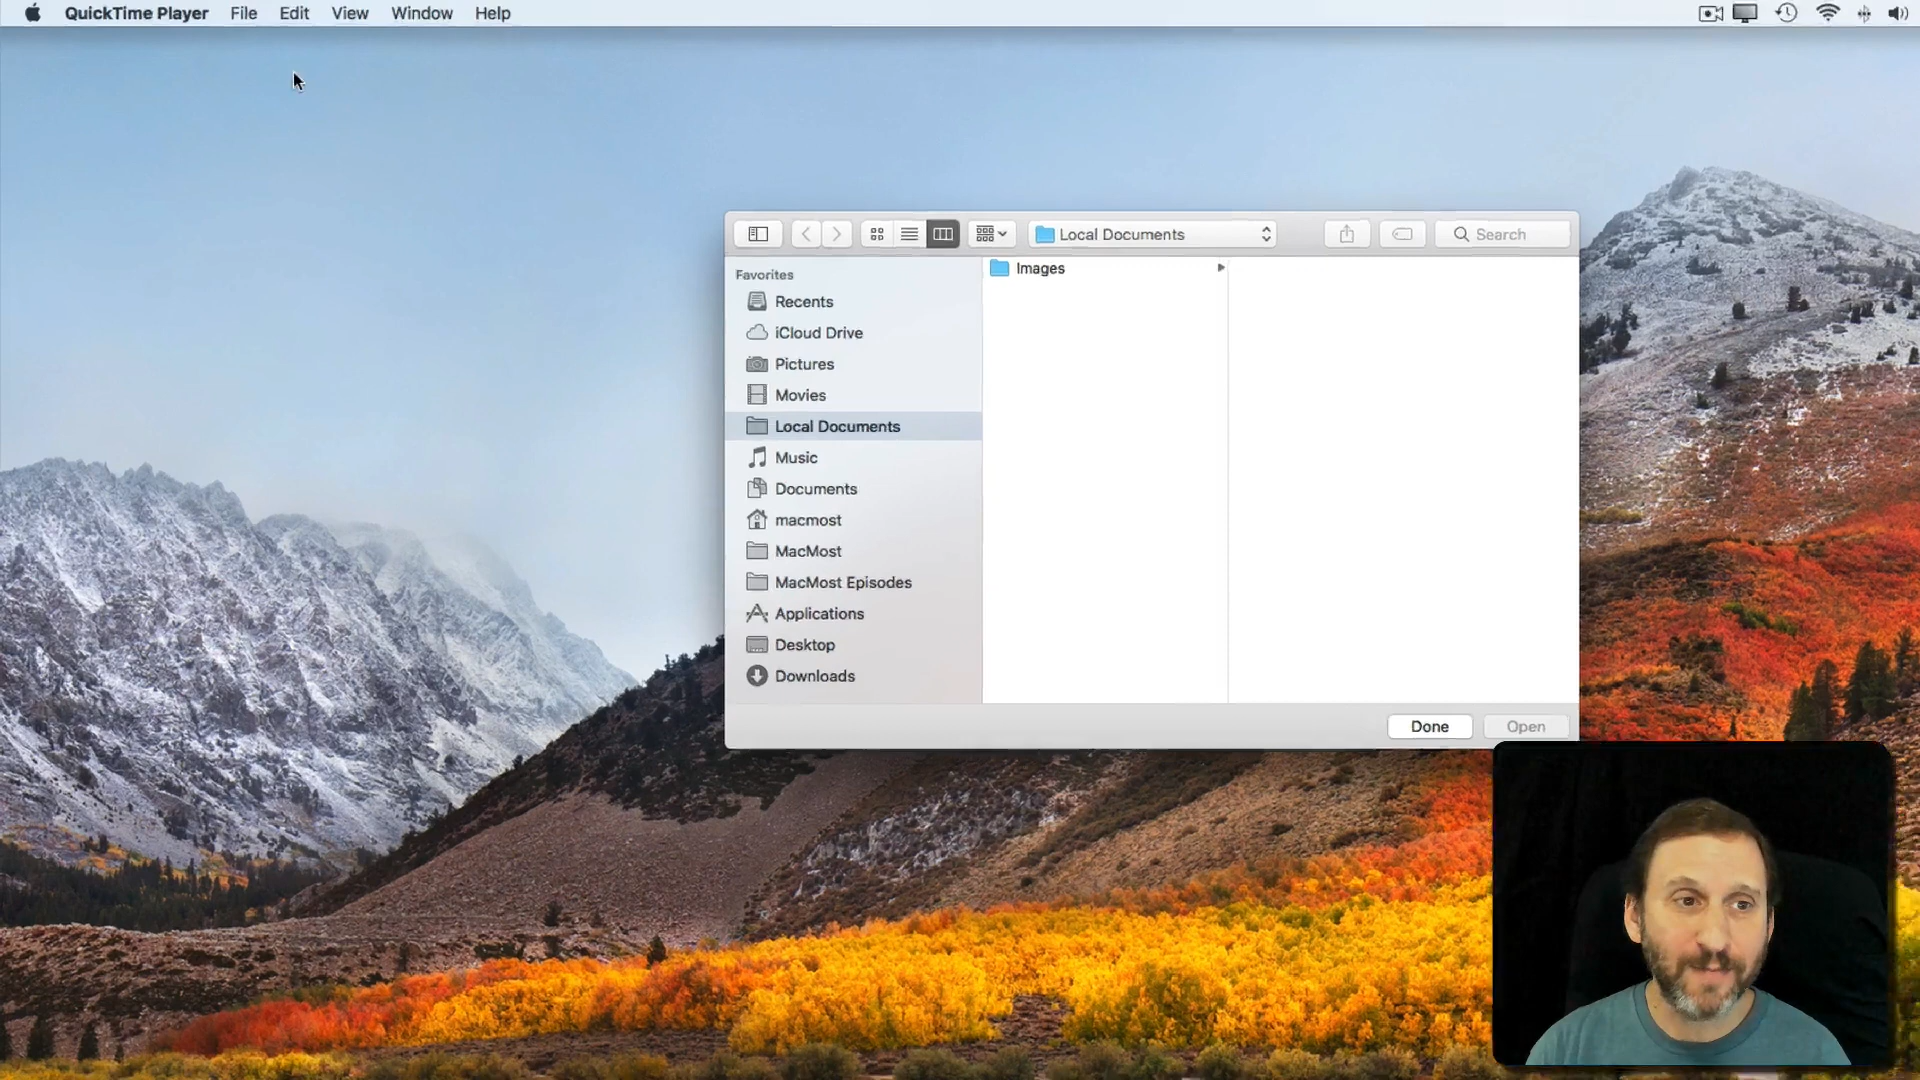 QuickTime Player File Edit View Window Help
Local Documents
Search
Favorites
Images
Recents
iCloud Drive
Pictures
Movies
Local Documents
Music
Documents
macmost
MacMost
MacMost Episodes
Applications
Desktop
Downloads
Done
Open